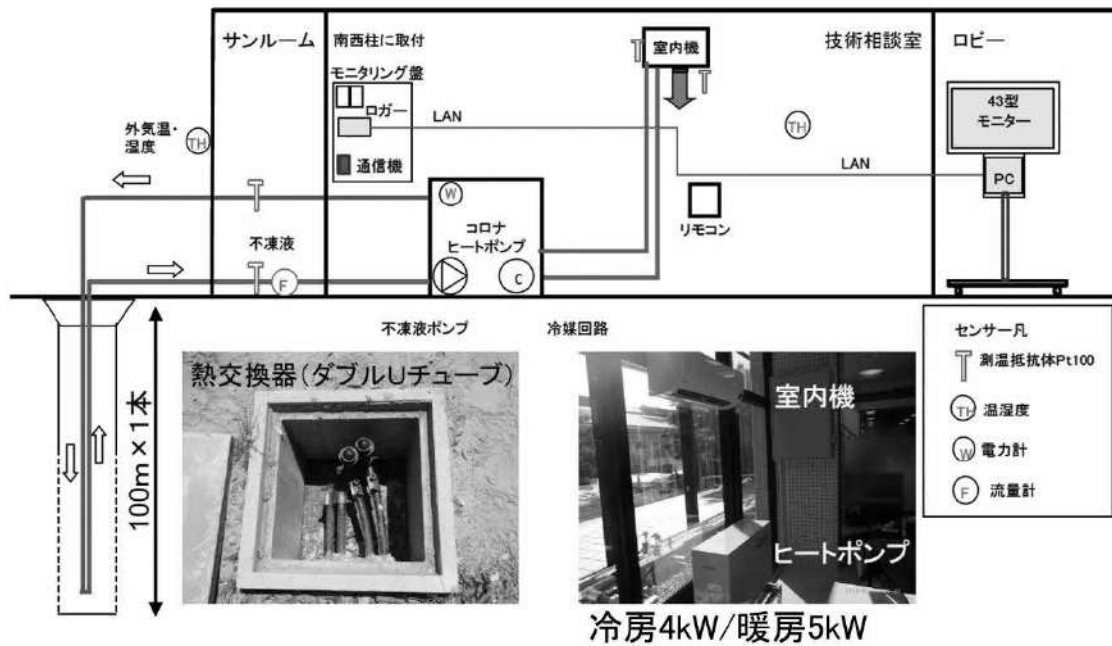 サンルーム
南西柱に取付
モニタリング盤
ロガー
通信機
LAN
室内機
技術相談室
ロビー
43型
モニター
PC
LAN
リモコン
TH
外気温・
湿度
TH
W
コロナ
ヒートポンプ
C
不凍液
F
不凍液ポンプ
冷媒回路
100m×1本
熱交換器(ダブルUチューブ)
室内機
ヒートポンプ
冷房4kW/暖房5kW
センサー凡
測温抵抗体Pt100
TH 温湿度
W 電力計
F 流量計